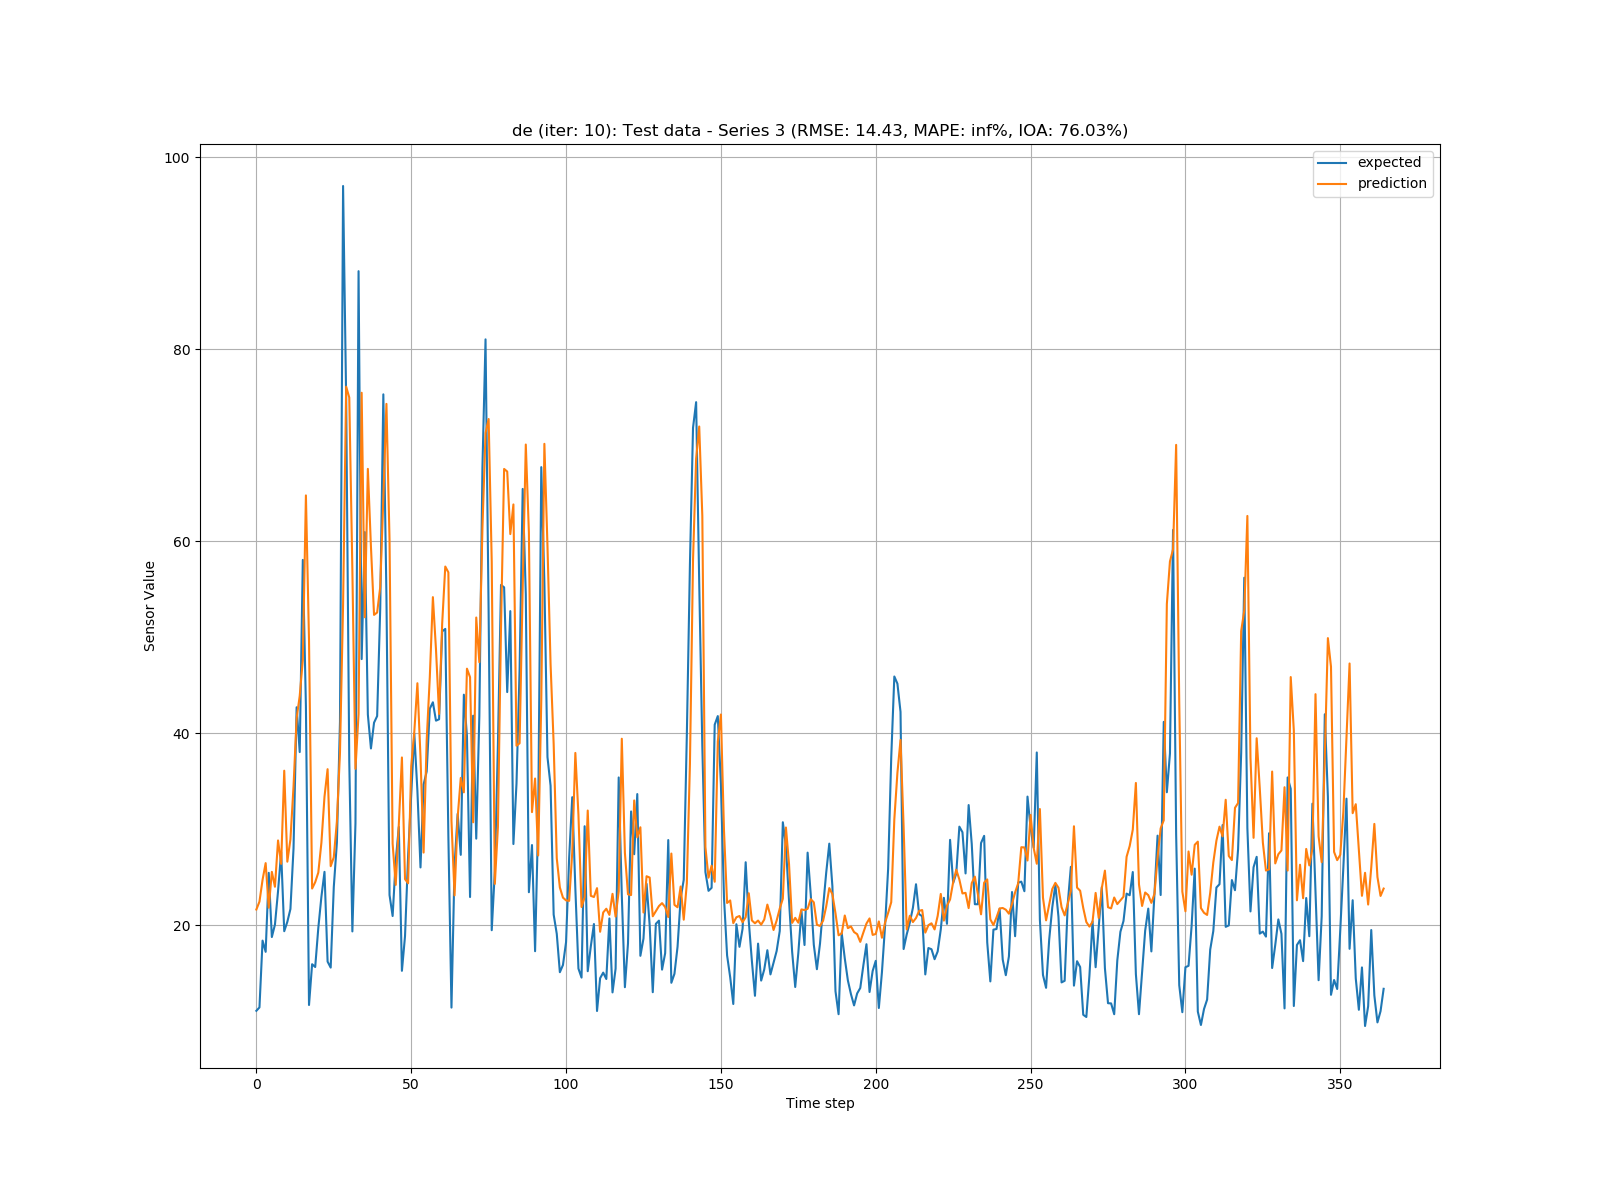 de (iter: 10): Test data - Series 3 (RMSE: 14.43, MAPE: inf%, IOA: 76.03%)
expected
prediction
100
80
60
40
20
Sensor Value
0 50 100 150 200 250 300 350
Time step